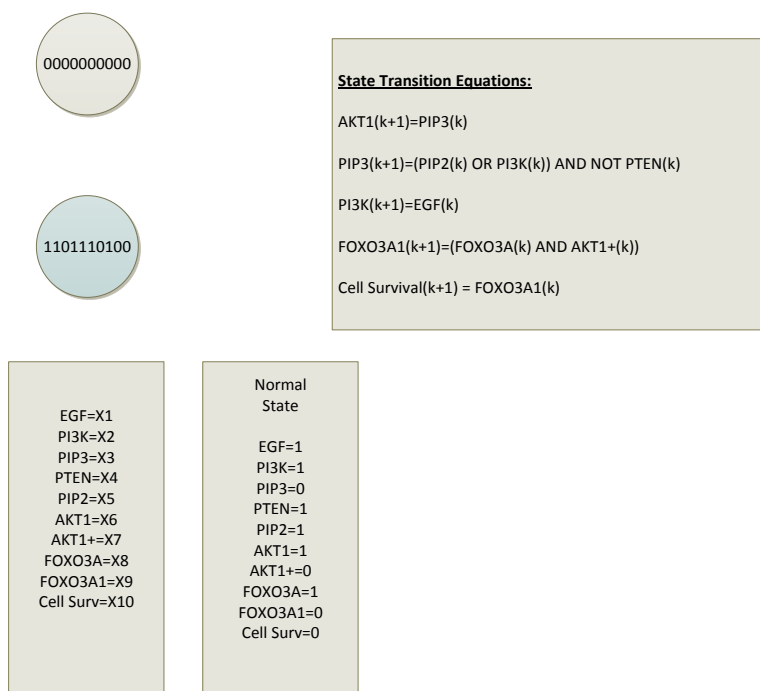 0000000000
1101110100
State Transition Equations:
AKT1(k+1)=PIP3(k)
PIP3(k+1)=(PIP2(k) OR PI3K(k)) AND NOT PTEN(k)
PI3K(k+1)=EGF(k)
FOXO3A1(k+1)=(FOXO3A(k) AND AKT1+(k))
Cell Survival(k+1) = FOXO3A1(k)
EGF=X1
PI3K=X2
PIP3=X3
PTEN=X4
PIP2=X5
AKT1=X6
AKT1+=X7
FOXO3A=X8
FOXO3A1=X9
Cell Surv=X10
Normal
State
EGF=1
PI3K=1
PIP3=0
PTEN=1
PIP2=1
AKT1=1
AKT1+=0
FOXO3A=1
FOXO3A1=0
Cell Surv=0